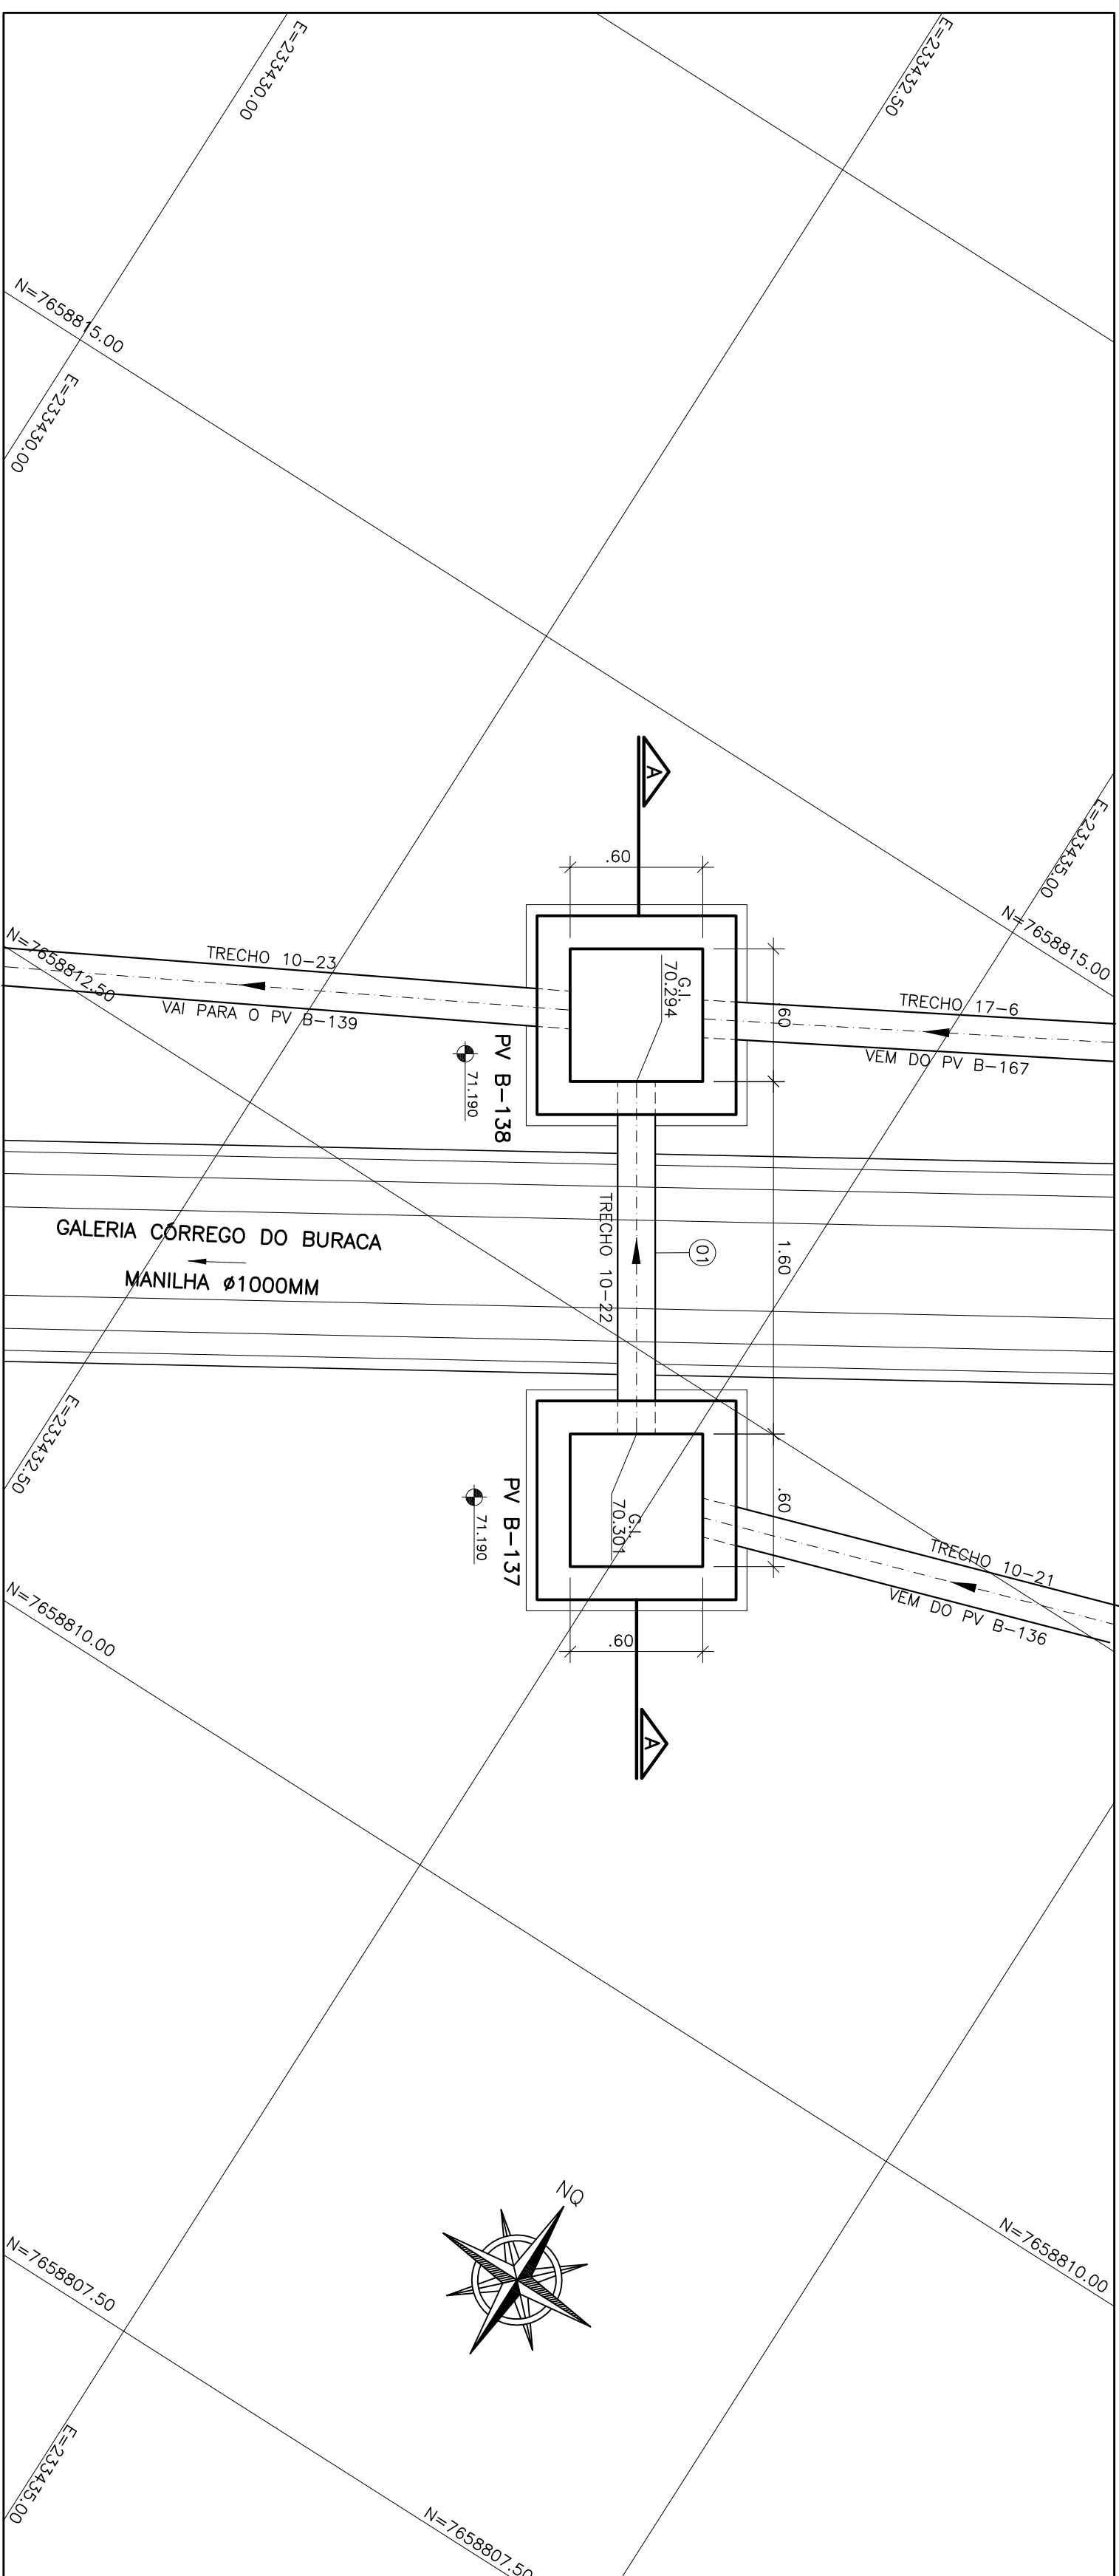 E=233430.00
E=233432.50
N=7658815.00
E=233430.00
A
E=233435.00
N=7658815.00
.60
N=7658812.50
TRECHO 10-23
VAI PARA O PV B-139
G.I.
70.294
.60
TRECHO 17-6
VEM DO PV B-167
PV B-138
71.190
GALERIA CÓRREGO DO BURACA
MANILHA ø1000MM
TRECHO 10-22
01
1.60
E=233432.50
PV B-137
71.190
G.I.
70.301
.60
TRECHO 10-21
VEM DO PV B-136
N=7658810.00
.60
A
NQ
N=7658810.00
N=7658807.50
E=233435.00
N=7658807.50